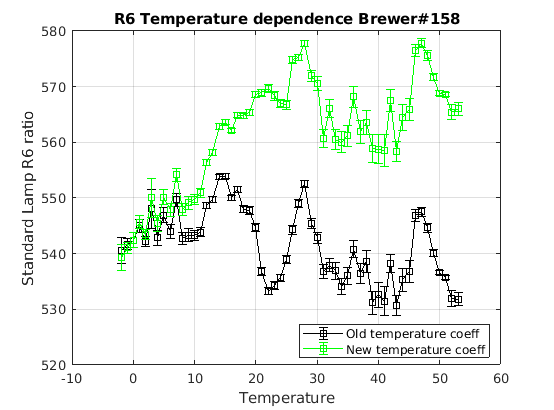 R6 Temperature dependence Brewer#158
580
570
560
550
540
530
520
Standard Lamp R6 ratio
Old temperature coeff
New temperature coeff
-10 0 10 20 30 40 50 60
Temperature